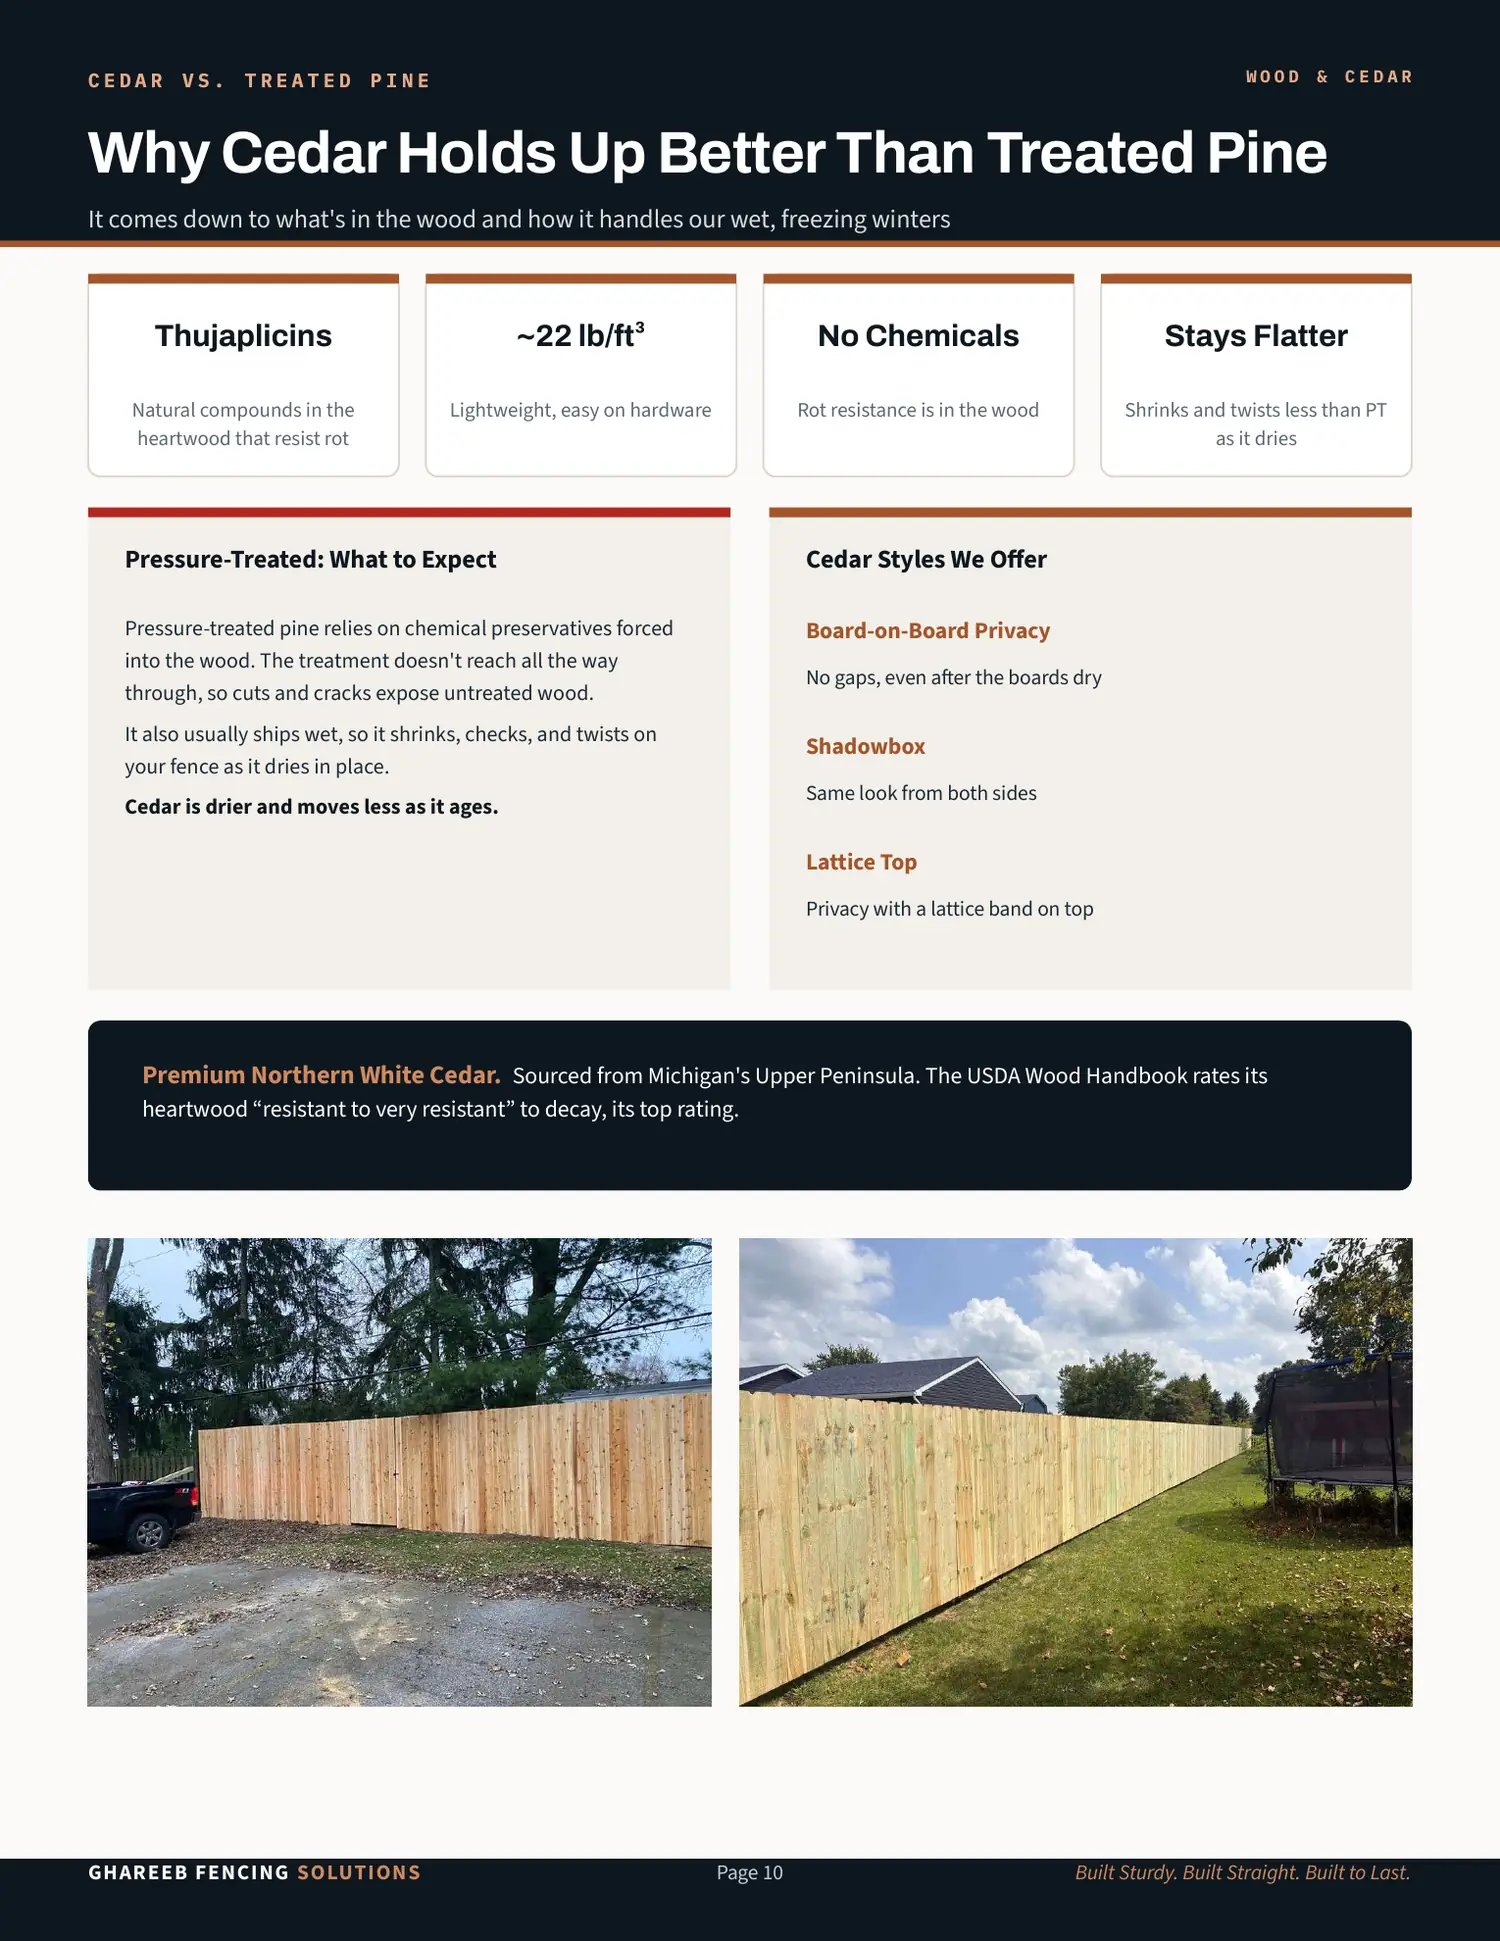 CEDAR VS. TREATED PINE
WOOD & CEDAR
Why Cedar Holds Up Better Than Treated Pine
It comes down to what's in the wood and how it handles our wet, freezing winters
Thujaplicins
Natural compounds in the
heartwood that resist rot
~22 lb/ft³
Lightweight, easy on hardware
No Chemicals
Rot resistance is in the wood
Stays Flatter
Shrinks and twists less than PT
as it dries
Pressure-Treated: What to Expect
Pressure-treated pine relies on chemical preservatives forced
into the wood. The treatment doesn't reach all the way
through, so cuts and cracks expose untreated wood.
It also usually ships wet, so it shrinks, checks, and twists on
your fence as it dries in place.
Cedar is drier and moves less as it ages.
Cedar Styles We Offer
Board-on-Board Privacy
No gaps, even after the boards dry
Shadowbox
Same look from both sides
Lattice Top
Privacy with a lattice band on top
Premium Northern White Cedar. Sourced from Michigan's Upper Peninsula. The USDA Wood Handbook rates its
heartwood “resistant to very resistant” to decay, its top rating.
GHAREEB FENCING SOLUTIONS
Page 10
Built Sturdy. Built Straight. Built to Last.